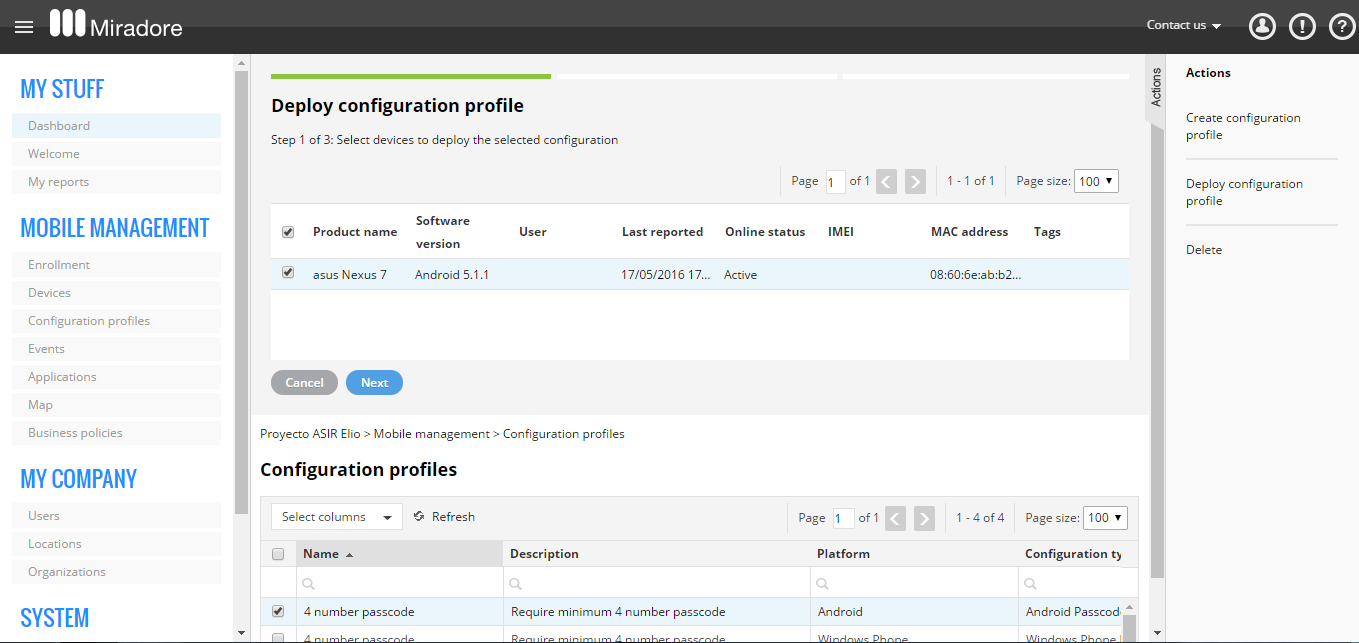 Miradore
Contact us
MY STUFF
Dashboard
Welcome
My reports
MOBILE MANAGEMENT
Enrollment
Devices
Configuration profiles
Events
Applications
Map
Business policies
MY COMPANY
Users
Locations
Organizations
SYSTEM
Deploy configuration profile
Step 1 of 3: Select devices to deploy the selected configuration
Page 1 of 1 1 - 1 of 1 Page size: 100
Product name Software version User Last reported Online status IMEI MAC address Tags
asus Nexus 7 Android 5.1.1 17/05/2016 17... Active 08:60:6e:ab:b2...
Cancel Next
Proyecto ASIR Elio > Mobile management > Configuration profiles
Configuration profiles
Select columns Refresh Page 1 of 1 1 - 4 of 4 Page size: 100
Name Description Platform Configuration ty
4 number passcode Require minimum 4 number passcode Android Android Passcod
4 number passcode Require minimum 4 number passcode Windows Phone Windows Phone
Actions
Actions
Create configuration
profile
Deploy configuration
profile
Delete